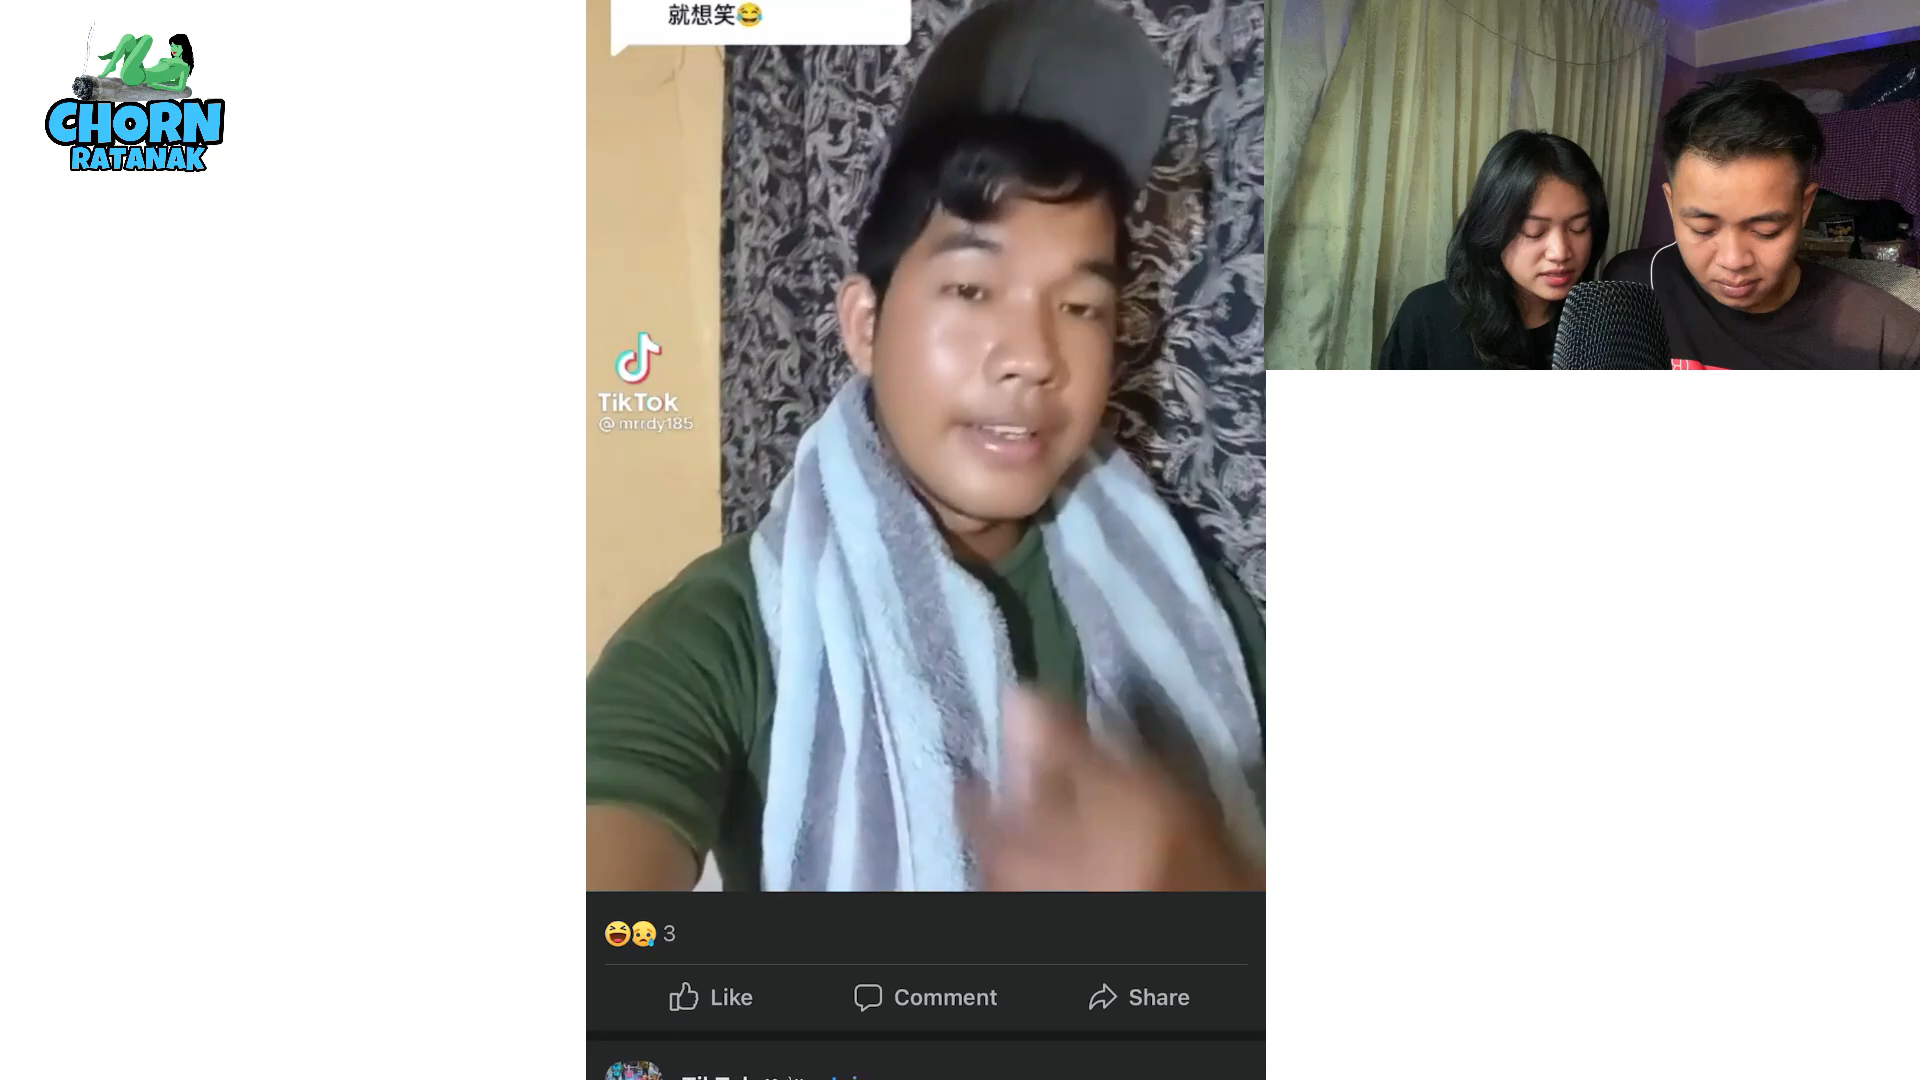 CHORN
RATANAK
就想笑😂
TikTok
@mrrdy185
3
Like
Comment
Share